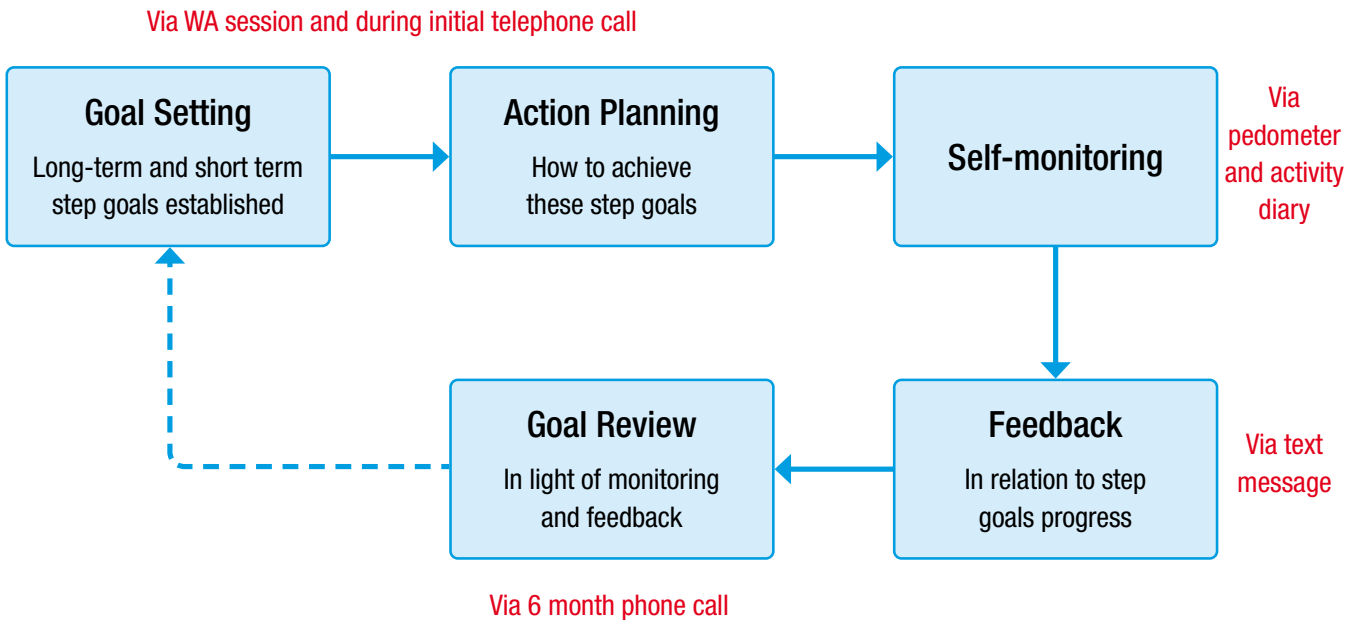 Via WA session and during initial telephone call
Goal Setting
Long-term and short term
step goals established
Action Planning
How to achieve
these step goals
Self-monitoring
Via
pedometer
and activity
diary
Goal Review
In light of monitoring
and feedback
Feedback
In relation to step
goals progress
Via text
message
Via 6 month phone call